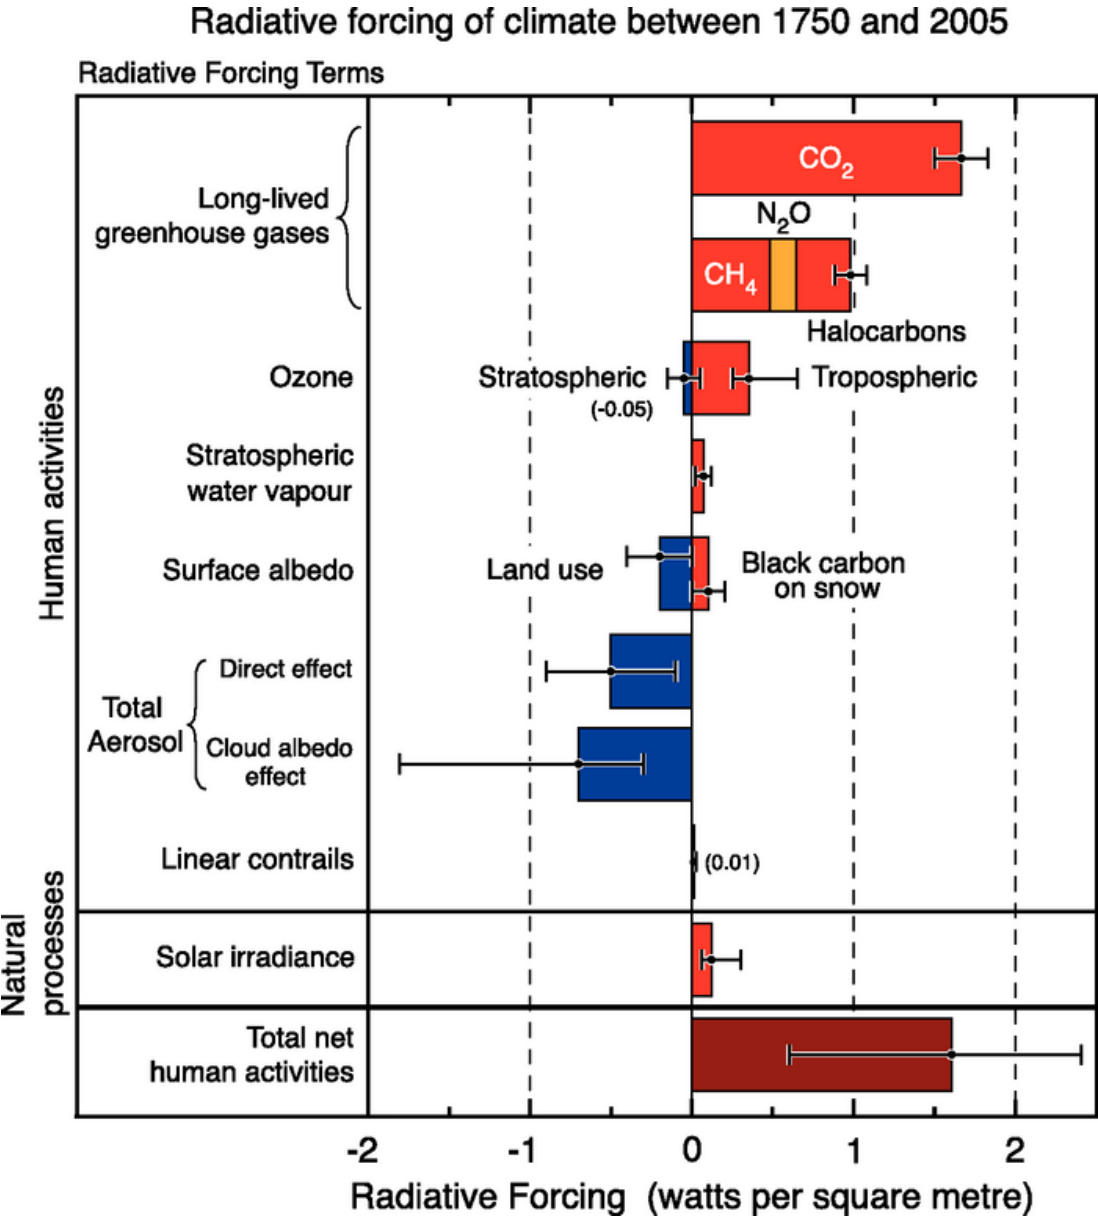 Radiative forcing of climate between 1750 and 2005
Radiative Forcing Terms
Human activities
Long-lived
greenhouse gases
CO2
N2O
CH4
Halocarbons
Ozone
Stratospheric
(-0.05)
Tropospheric
Stratospheric
water vapour
Surface albedo
Land use
Black carbon
on snow
Total
Aerosol
Direct effect
Cloud albedo
effect
Linear contrails
(0.01)
Natural
processes
Solar irradiance
Total net
human activities
-2 -1 0 1 2
Radiative Forcing (watts per square metre)